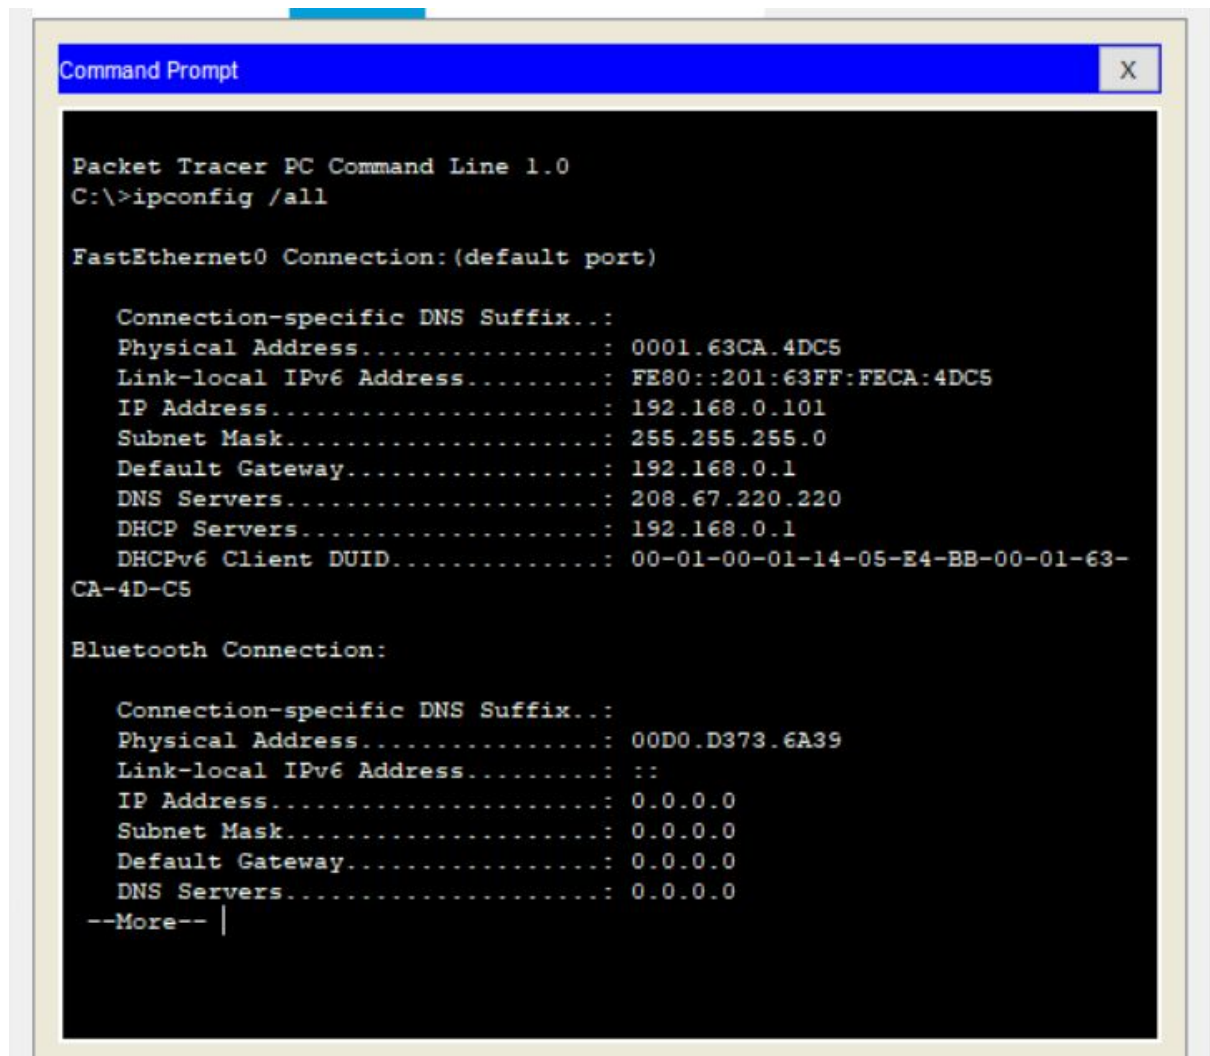 Command Prompt
X
Packet Tracer PC Command Line 1.0
C:\>ipconfig /all
FastEthernet0 Connection:(default port)
Connection-specific DNS Suffix..:
Physical Address................: 0001.63CA.4DC5
Link-local IPv6 Address.........: FE80::201:63FF:FECA:4DC5
IP Address......................: 192.168.0.101
Subnet Mask.....................: 255.255.255.0
Default Gateway.................: 192.168.0.1
DNS Servers.....................: 208.67.220.220
DHCP Servers....................: 192.168.0.1
DHCPv6 Client DUID..............: 00-01-00-01-14-05-E4-BB-00-01-63-
CA-4D-C5
Bluetooth Connection:
Connection-specific DNS Suffix..:
Physical Address................: 00D0.D373.6A39
Link-local IPv6 Address.........: ::
IP Address......................: 0.0.0.0
Subnet Mask.....................: 0.0.0.0
Default Gateway.................: 0.0.0.0
DNS Servers.....................: 0.0.0.0
--More--